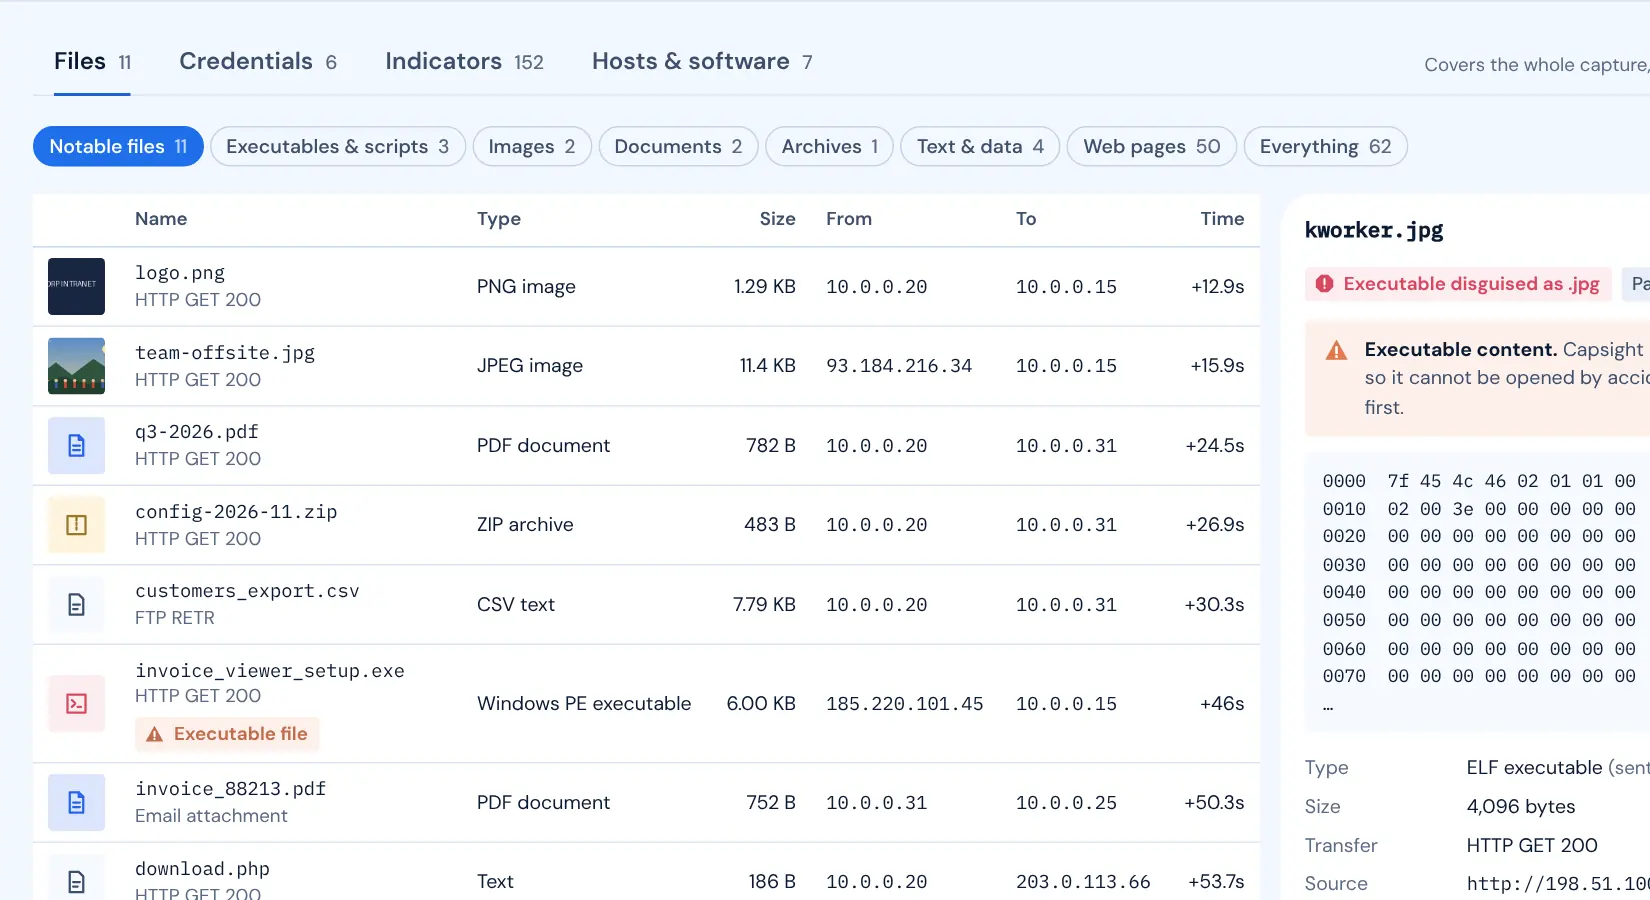 Files 11 Credentials 6 Indicators 152 Hosts & software 7
Covers the whole capture,
Notable files 11 Executables & scripts 3 Images 2 Documents 2 Archives 1 Text & data 4 Web pages 50 Everything 62
Name Type Size From To Time
logo.png
HTTP GET 200
PNG image 1.29 KB 10.0.0.20 10.0.0.15 +12.9s
team-offsite.jpg
HTTP GET 200
JPEG image 11.4 KB 93.184.216.34 10.0.0.15 +15.9s
q3-2026.pdf
HTTP GET 200
PDF document 782 B 10.0.0.20 10.0.0.31 +24.5s
config-2026-11.zip
HTTP GET 200
ZIP archive 483 B 10.0.0.20 10.0.0.31 +26.9s
customers_export.csv
FTP RETR
CSV text 7.79 KB 10.0.0.20 10.0.0.31 +30.3s
invoice_viewer_setup.exe
HTTP GET 200
Executable file
Windows PE executable 6.00 KB 185.220.101.45 10.0.0.15 +46s
invoice_88213.pdf
Email attachment
PDF document 752 B 10.0.0.31 10.0.0.25 +50.3s
download.php
HTTP GET 200
Text 186 B 10.0.0.20 203.0.113.66 +53.7s
kworker.jpg
Executable disguised as .jpg
Executable content. Capsight
so it cannot be opened by
first.
0000 7f 45 4c 46 02 01 01 00
0010 02 00 3e 00 00 00 00 00
0020 00 00 00 00 00 00 00 00
0030 00 00 00 00 00 00 00 00
0040 00 00 00 00 00 00 00 00
0050 00 00 00 00 00 00 00 00
0060 00 00 00 00 00 00 00 00
0070 00 00 00 00 00 00 00 00
…
Type ELF executable (sent
Size 4,096 bytes
Transfer HTTP GET 200
Source http://198.51.100